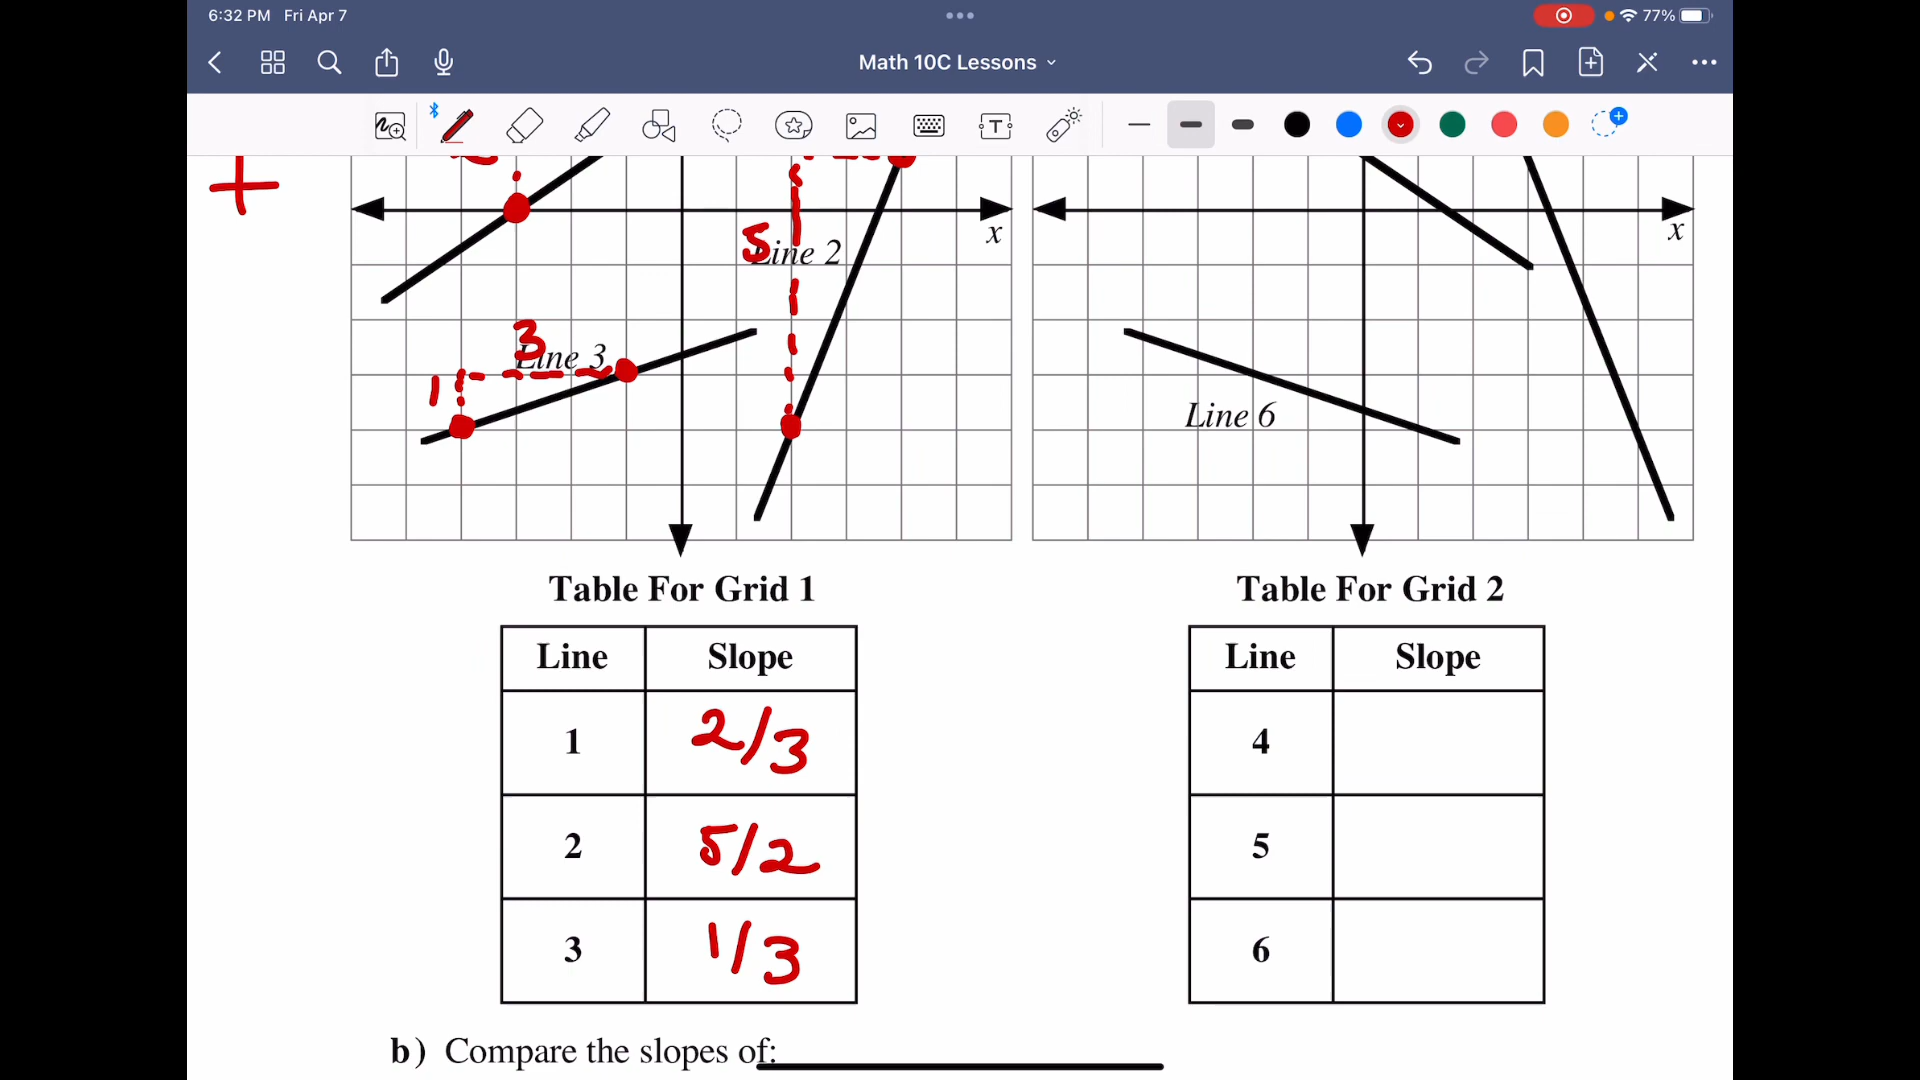 6:32 PM Fri Apr 7
77%
Math 10C Lessons
T
+
5
Line 2
x
x
3
Line 3
1
Line 6
Table For Grid 1
Table For Grid 2
Line Slope
Line Slope
1 2/3
4
2 5/2
5
3 1/3
6
b) Compare the slopes of: